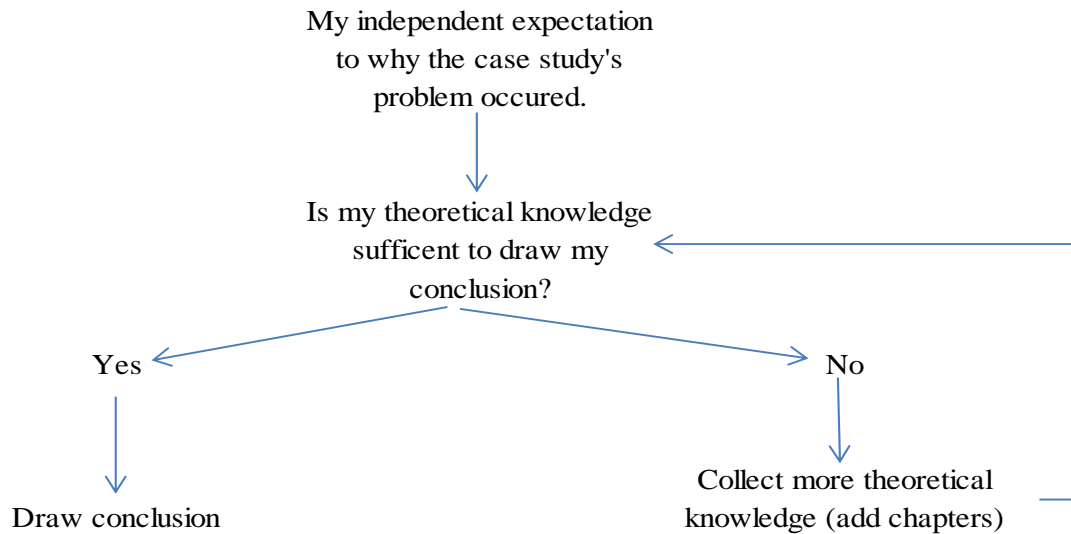 My independent expectation
to why the case study's
problem occured.
Is my theoretical knowledge
sufficent to draw my
conclusion?
Yes
No
Draw conclusion
Collect more theoretical
knowledge (add chapters)